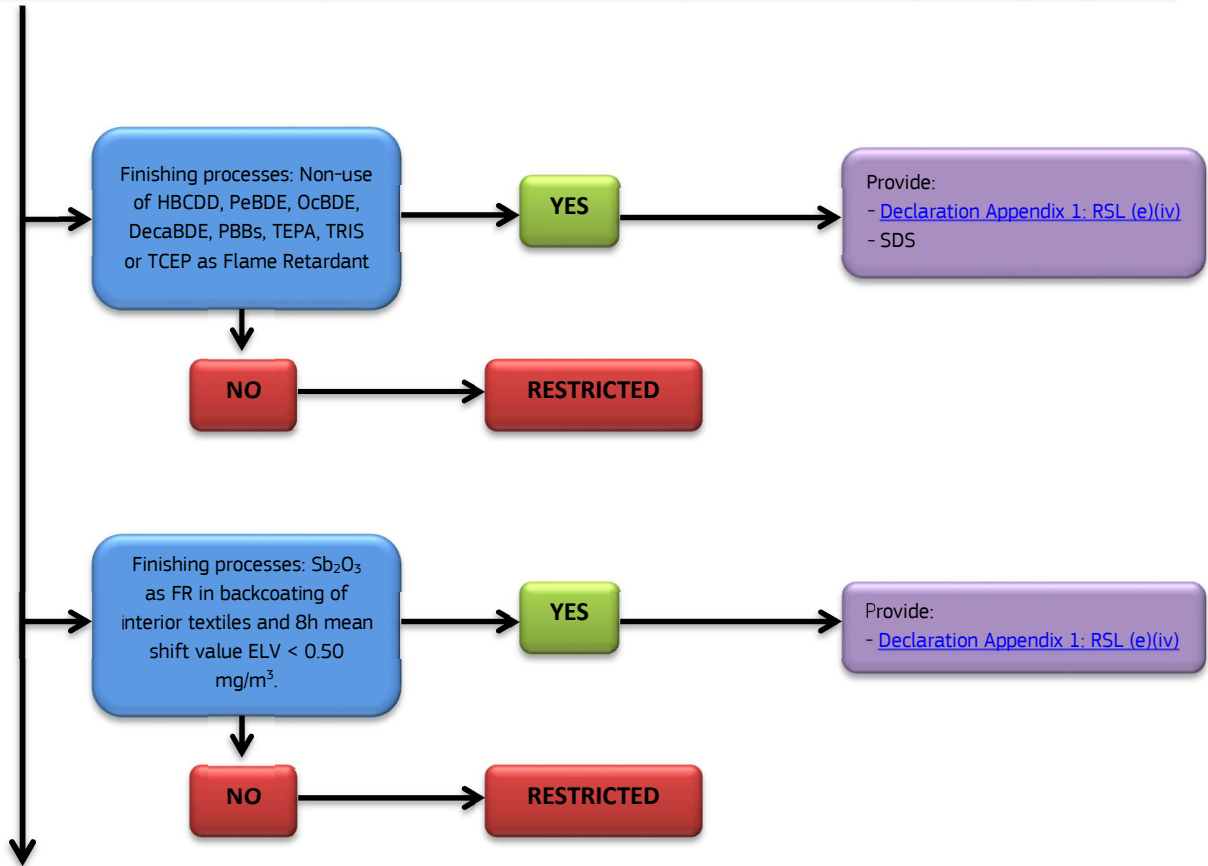 Finishing processes: Non-use
of HBCDD, PeBDE, OcBDE,
DecaBDE, PBBs, TEPA, TRIS
or TCEP as Flame Retardant
YES
Provide:
- Declaration Appendix 1: RSL (e)(iv)
- SDS
NO
RESTRICTED
Finishing processes: Sb₂O₃
as FR in backcoating of
interior textiles and 8h mean
shift value ELV < 0.50
mg/m³.
YES
Provide:
- Declaration Appendix 1: RSL (e)(iv)
NO
RESTRICTED